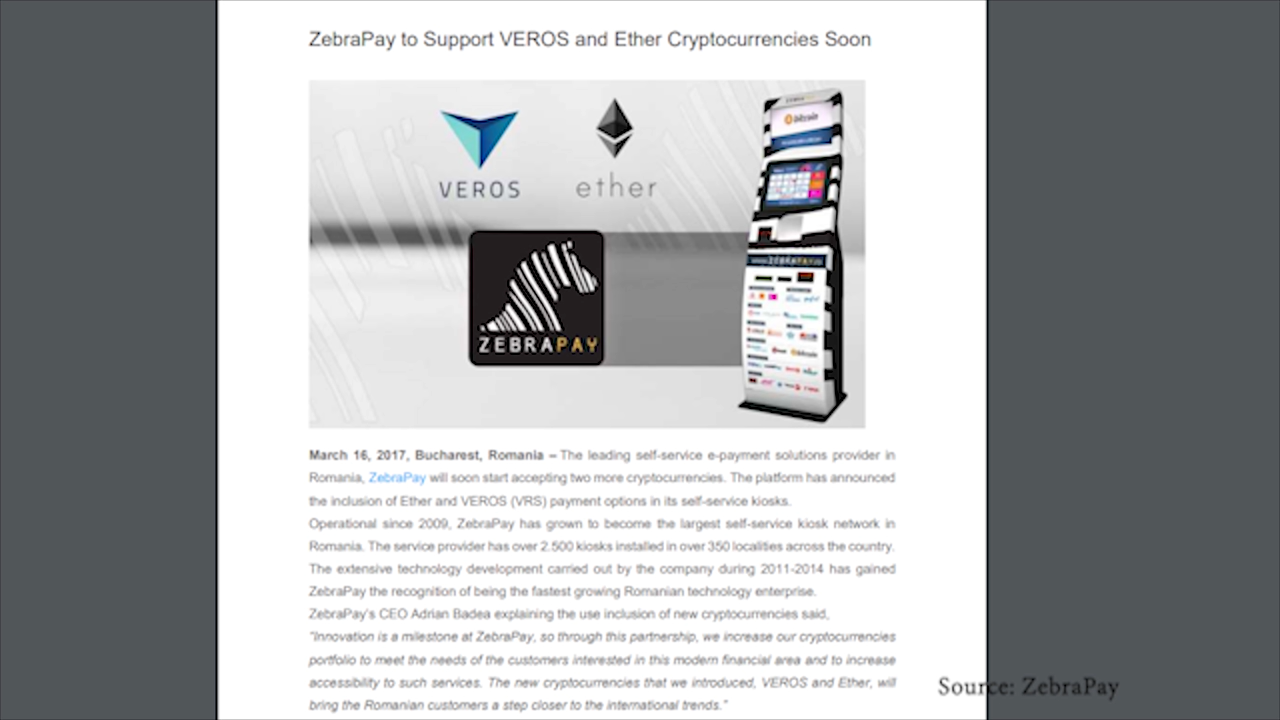 ZebraPay to Support VEROS and Ether Cryptocurrencies Soon
VEROS
ether
bitcoin
ZEBRAPAY
March 16, 2017, Bucharest, Romania – The leading self-service e-payment solutions provider in
Romania, ZebraPay will soon start accepting two more cryptocurrencies. The platform has announced
the inclusion of Ether and VEROS (VRS) payment options in its self-service kiosks.
Operational since 2009, ZebraPay has grown to become the largest self-service kiosk network in
Romania. The service provider has over 2.500 kiosks installed in over 350 localities across the country.
The extensive technology development carried out by the company during 2011-2014 has gained
ZebraPay the recognition of being the fastest growing Romanian technology enterprise.
ZebraPay's CEO Adrian Badea explaining the use inclusion of new cryptocurrencies said,
"Innovation is a milestone at ZebraPay, so through this partnership, we increase our cryptocurrencies
portfolio to meet the needs of the customers interested in this modern financial area and to increase
accessibility to such services. The new cryptocurrencies that we introduced, VEROS and Ether, will
bring the Romanian customers a step closer to the international trends."
Source: ZebraPay